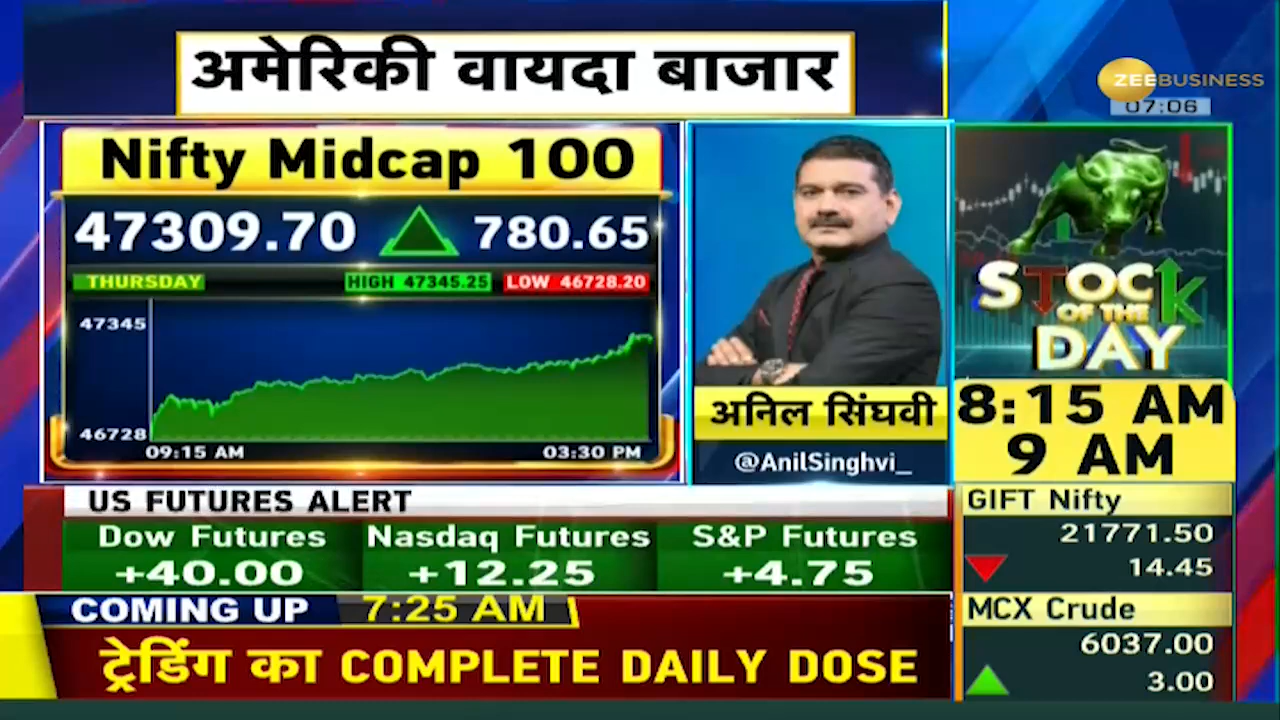 अमेरिकी वायदा बाजार
ZEEBUSINESS
07:06
Nifty Midcap 100
47309.70 780.65
THURSDAY HIGH 47345.25 LOW 46728.20
47345
46728
09:15 AM 03:30 PM
अनिल सिंघवी
@AnilSinghvi_
STOCK
OF THE
DAY
8:15 AM
9 AM
US FUTURES ALERT
Dow Futures Nasdaq Futures S&P Futures
+40.00 +12.25 +4.75
GIFT Nifty
21771.50
14.45
MCX Crude
6037.00
3.00
COMING UP 7:25 AM
ट्रेडिंग का COMPLETE DAILY DOSE